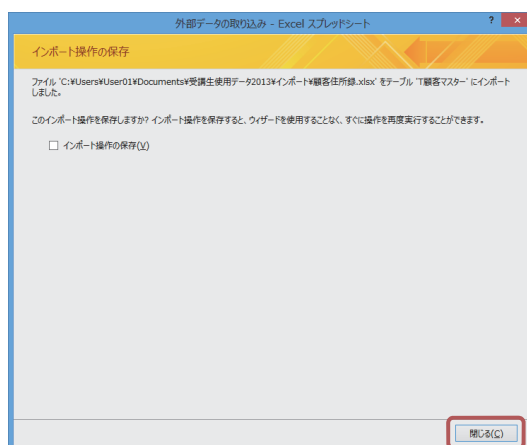 外部データの取り込み - Excel スプレッドシート
? ×
インポート操作の保存
ファイル 'C:¥Users¥User01¥Documents¥受講生使用データ2013¥インポート¥顧客住所録.xlsx' をテーブル 'T顧客マスター' にインポート
しました。
このインポート操作を保存しますか? インポート操作を保存すると、ウィザードを使用することなく、すぐに操作を再度実行することができます。
インポート操作の保存(V)
閉じる(C)